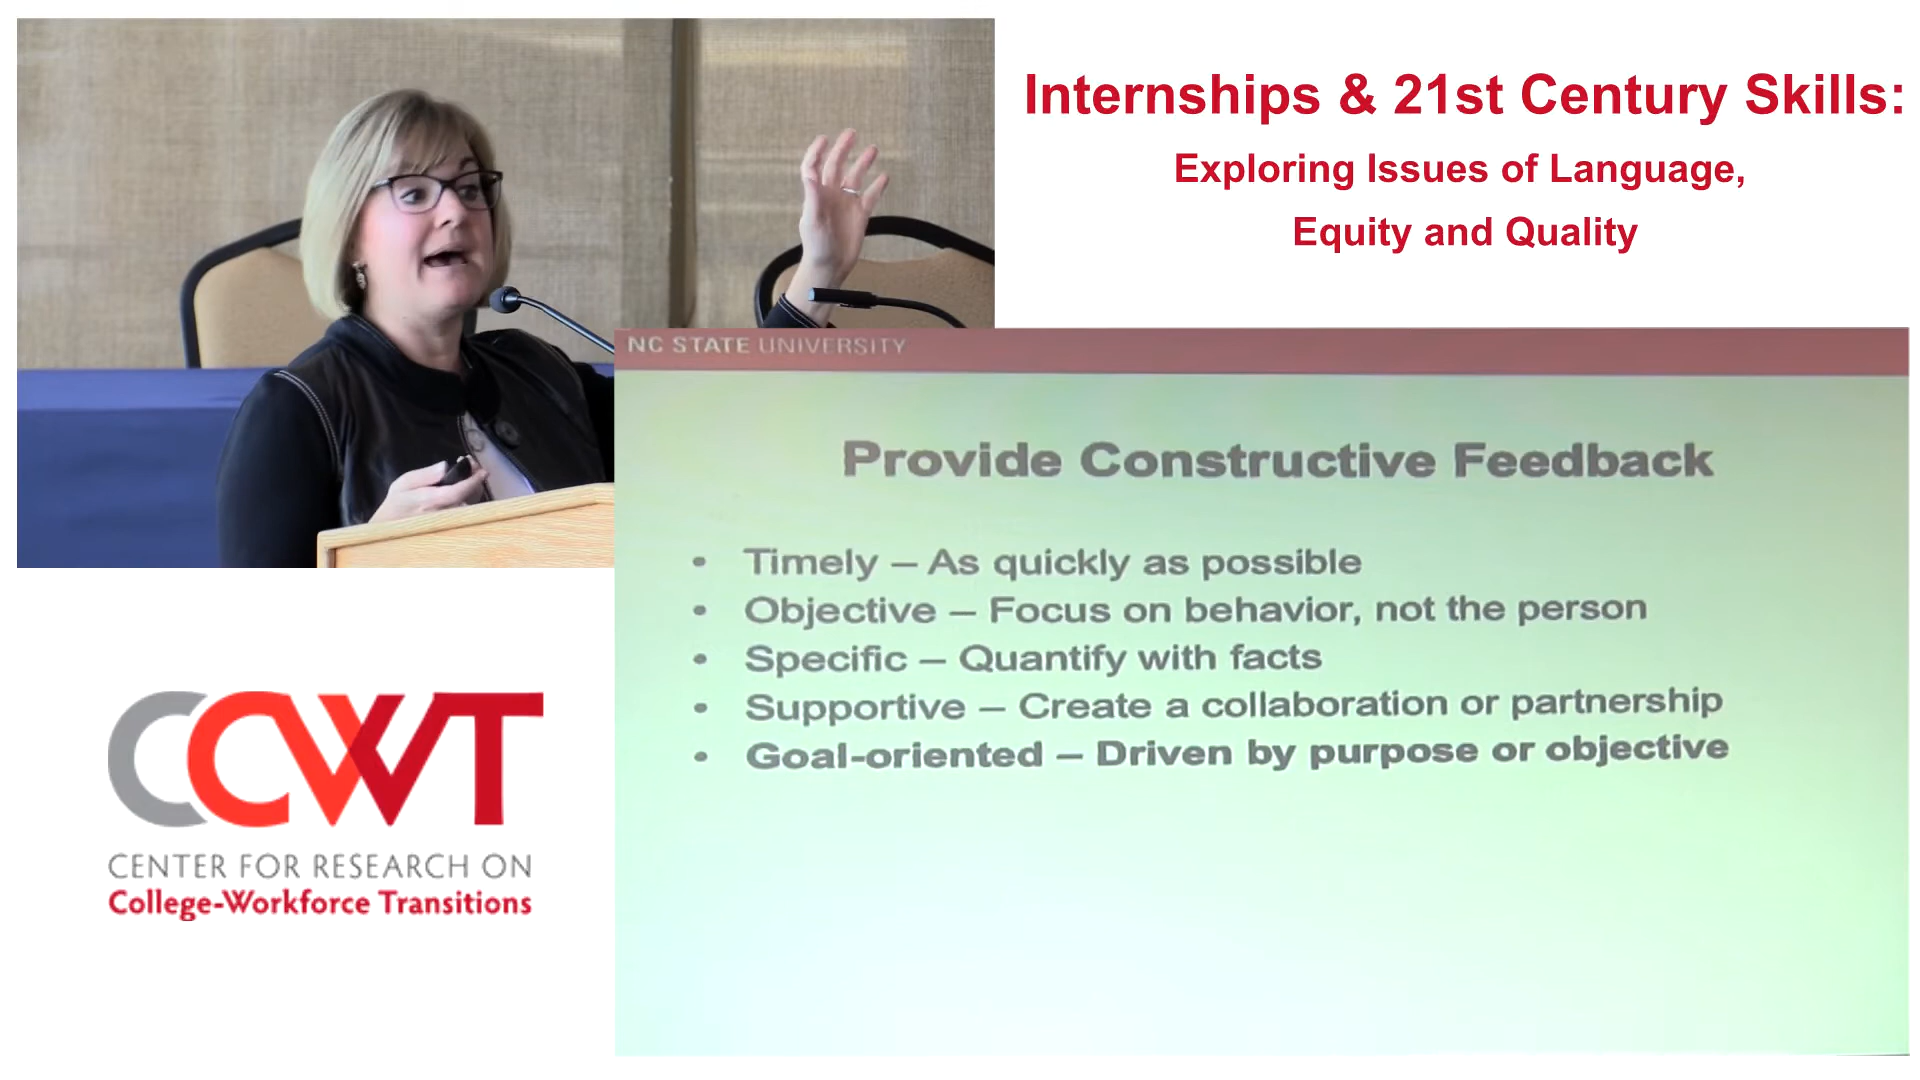 Internships & 21st Century Skills:
Exploring Issues of Language,
Equity and Quality
NC STATE UNIVERSITY
Provide Constructive Feedback
• Timely – As quickly as possible
• Objective – Focus on behavior, not the person
• Specific – Quantify with facts
• Supportive – Create a collaboration or partnership
• Goal-oriented – Driven by purpose or objective
CCWT
CENTER FOR RESEARCH ON
College-Workforce Transitions